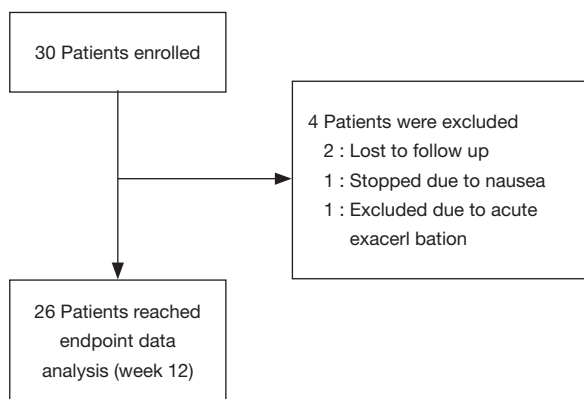 30 Patients enrolled
4 Patients were excluded
2 : Lost to follow up
1 : Stopped due to nausea
1 : Excluded due to acute
exacerl bation
26 Patients reached
endpoint data
analysis (week 12)